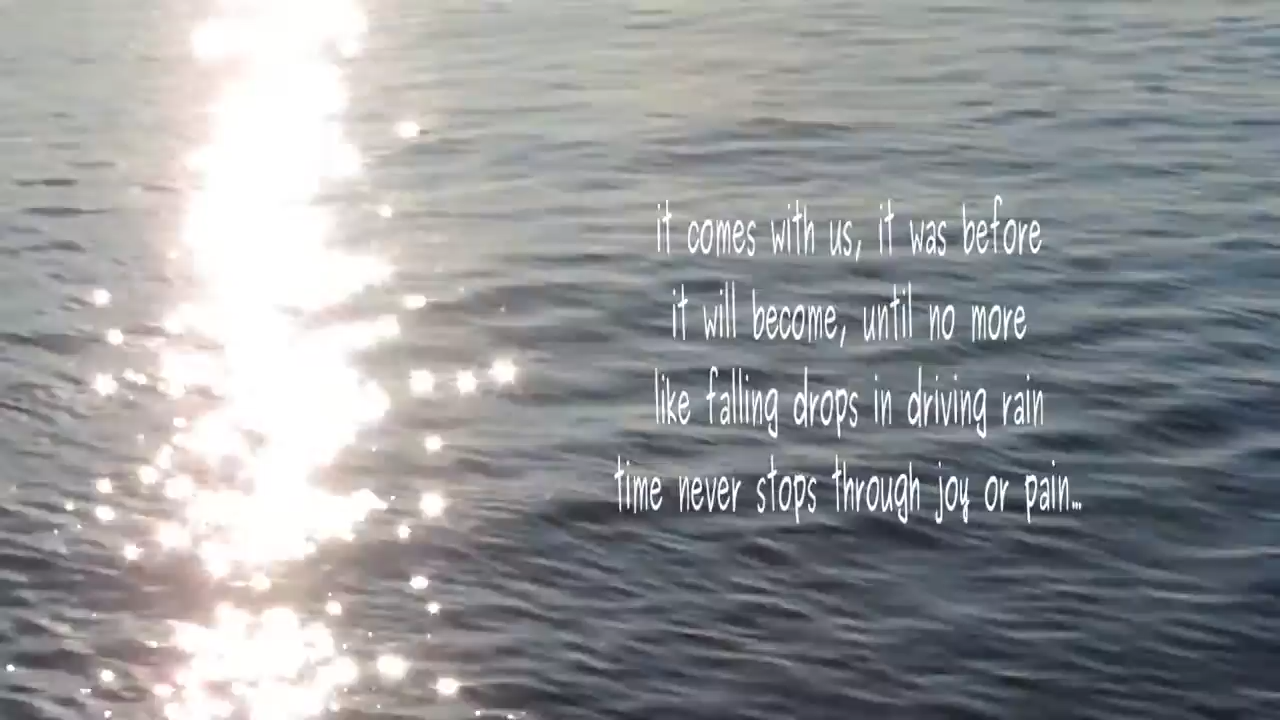 it comes with us, it was before
it will become, until no more
like falling drops in driving rain
time never stops through joy or pain...